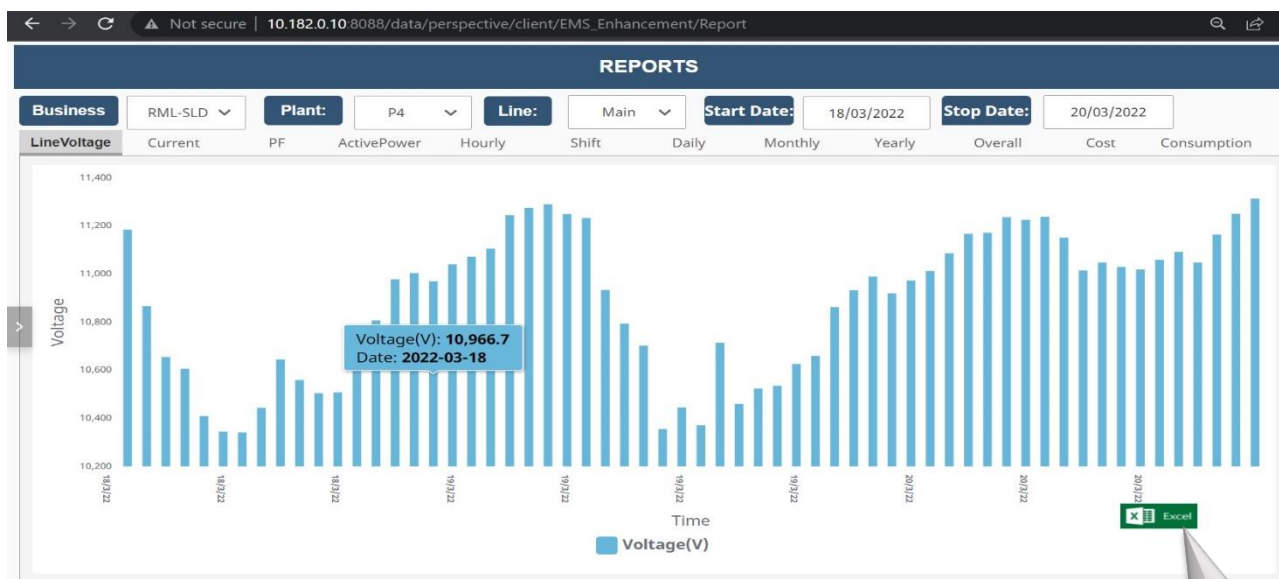 Not secure | 10.182.0.10:8088/data/perspective/client/EMS_Enhancement/Report
REPORTS
Business RML-SLD Plant: P4 Line: Main Start Date: 18/03/2022 Stop Date: 20/03/2022
LineVoltage Current PF ActivePower Hourly Shift Daily Monthly Yearly Overall Cost Consumption
11,400
11,200
11,000
10,800
10,600
10,400
10,200
Voltage
Voltage(V): 10,966.7
Date: 2022-03-18
18/3/22 18/3/22 18/3/22 19/3/22 19/3/22 19/3/22 19/3/22 20/3/22 20/3/22 20/3/22
Time
Excel
Voltage(V)